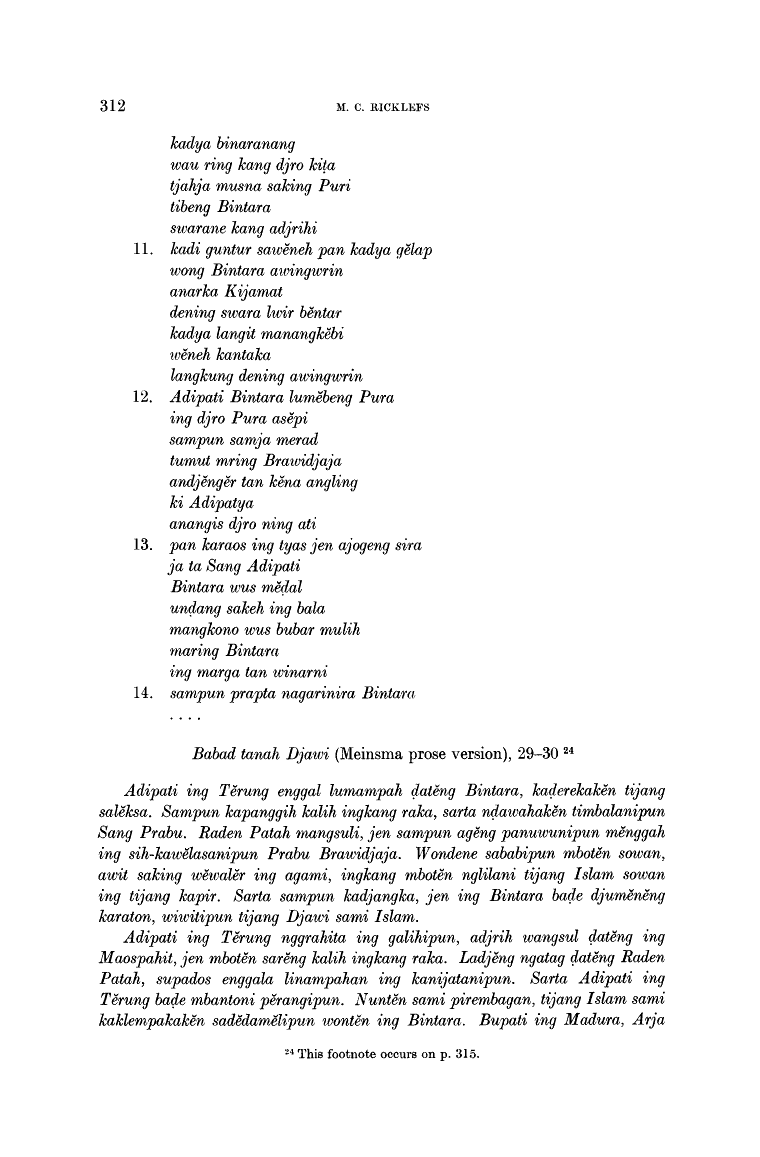 312 M. C. RICKLEFS
kadya binaranang
wau ring kang djro kiṭa
tjahja musna saking Puri
tibeng Bintara
swarane kang adjrihi
11. kadi guntur sawĕneh pan kadya gĕlap
wong Bintara awingwrin
anarka Kijamat
dening swara lwir bĕntar
kadya langit manangkĕbi
wĕneh kantaka
langkung dening awingwrin
12. Adipati Bintara lumĕbeng Pura
ing djro Pura asĕpi
sampun samja merad
tumut mring Brawidjaja
andjĕngĕr tan kĕna angling
ki Adipatya
anangis djro ning ati
13. pan karaos ing tyas jen ajogeng sira
ja ta Sang Adipati
Bintara wus mĕḍal
unḍang sakeh ing bala
mangkono wus bubar mulih
maring Bintara
ing marga tan winarni
14. sampun prapta nagarinira Bintara
. . . .
Babad tanah Djawi (Meinsma prose version), 29–30 24
Adipati ing Tĕrung enggal lumampah ḍatĕng Bintara, kaḍerekakĕn tijang
salĕksa. Sampun kapanggih kalih ingkang raka, sarta nḍawahakĕn timbalanipun
Sang Prabu. Raden Patah mangsuli, jen sampun agĕng panuwunipun mĕnggah
ing sih-kawĕlasanipun Prabu Brawidjaja. Wondene sababipun mbotĕn sowan,
awit saking wĕwalĕr ing agami, ingkang mbotĕn nglilani tijang Islam sowan
ing tijang kapir. Sarta sampun kadjangka, jen ing Bintara baḍe djumĕnĕng
karaton, wiwitipun tijang Djawi sami Islam.
Adipati ing Tĕrung nggrahita ing galihipun, adjrih wangsul ḍatĕng ing
Maospahit, jen mbotĕn sarĕng kalih ingkang raka. Ladjĕng ngatag ḍatĕng Raden
Patah, supados enggala linampahan ing kanijatanipun. Sarta Adipati ing
Tĕrung baḍe mbantoni pĕrangipun. Nuntĕn sami pirembagan, tijang Islam sami
kaklempakakĕn sadĕdamĕlipun wontĕn ing Bintara. Bupati ing Madura, Arja
24 This footnote occurs on p. 315.